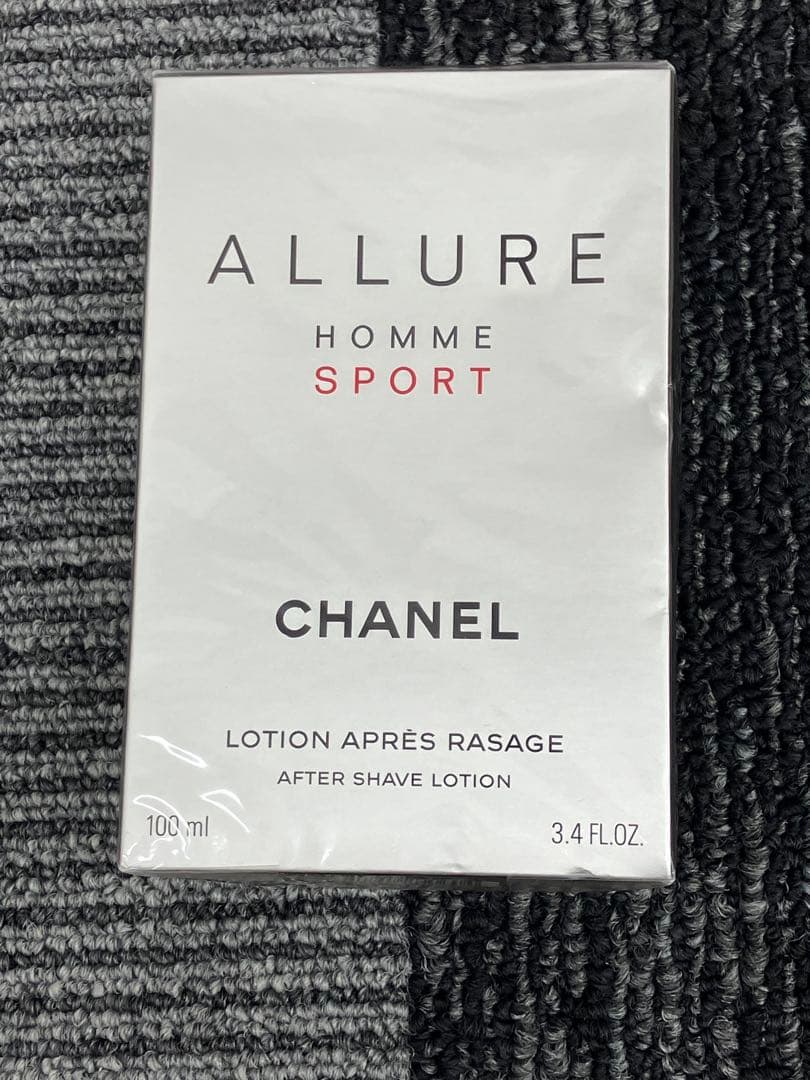 ALLURE
HOMME
SPORT
CHANEL
LOTION APRÈS RASAGE
AFTER SHAVE LOTION
100 ml
3.4 FL.OZ.